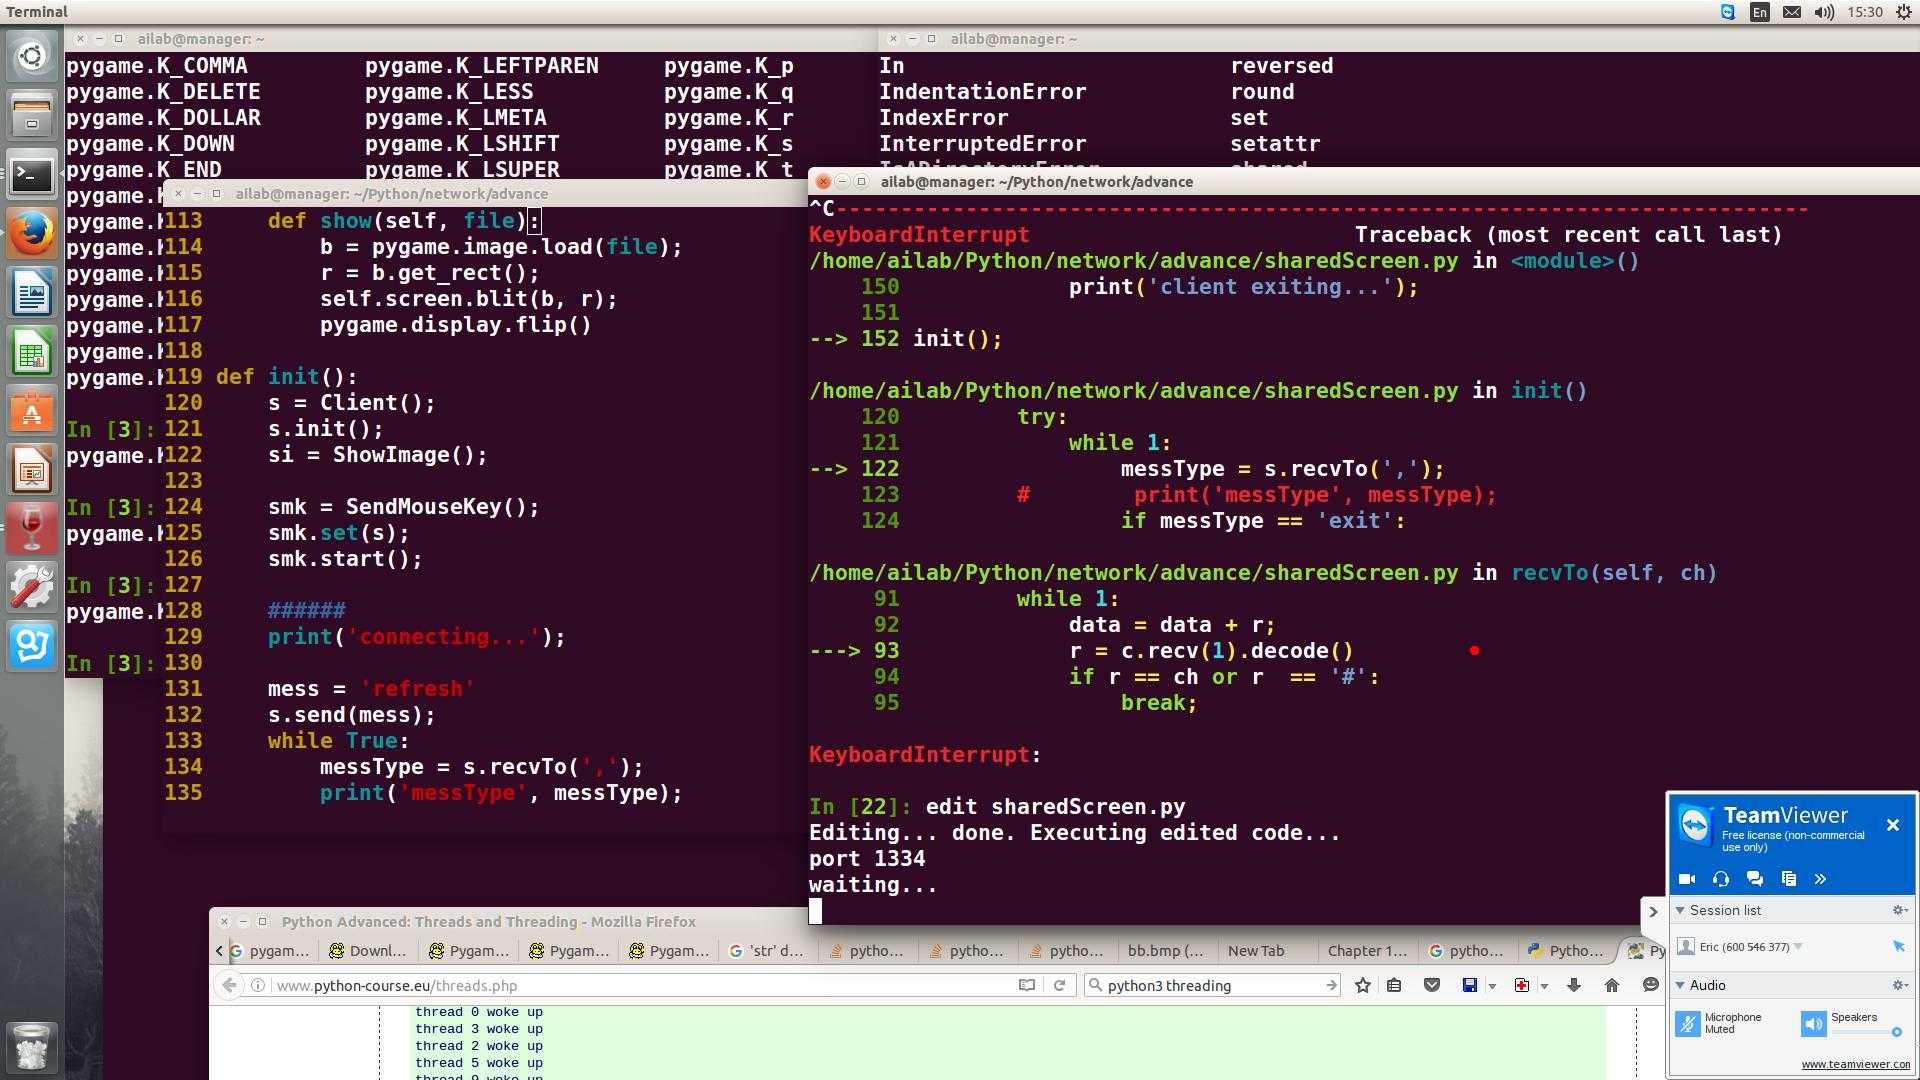 Terminal
En
15:30
ailab@manager: ~
pygame.K_COMMA pygame.K_LEFTPAREN pygame.K_p
pygame.K_DELETE pygame.K_LESS pygame.K_q
pygame.K_DOLLAR pygame.K_LMETA pygame.K_r
pygame.K_DOWN pygame.K_LSHIFT pygame.K_s
pygame.K_END pygame.K_LSUPER pygame.K_t
pygame.
pygame.
pygame.
pygame.
pygame.
pygame.
pygame.
pygame.
In [3]:
pygame.
In [3]:
pygame.
In [3]:
pygame.
In [3]:
ailab@manager: ~
In reversed
IndentationError round
IndexError set
InterruptedError setattr
IsADirectoryError shared
ailab@manager: ~/Python/network/advance
113 def show(self, file):
114 b = pygame.image.load(file);
115 r = b.get_rect();
116 self.screen.blit(b, r);
117 pygame.display.flip()
118
119 def init():
120 s = Client();
121 s.init();
122 si = ShowImage();
123
124 smk = SendMouseKey();
125 smk.set(s);
126 smk.start();
127
128 ######
129 print('connecting...');
130
131 mess = 'refresh'
132 s.send(mess);
133 while True:
134 messType = s.recvTo(',');
135 print('messType', messType);
ailab@manager: ~/Python/network/advance
^C---------------------------------------------------------------------------
KeyboardInterrupt Traceback (most recent call last)
/home/ailab/Python/network/advance/sharedScreen.py in <module>()
150 print('client exiting...');
151
--> 152 init();
/home/ailab/Python/network/advance/sharedScreen.py in init()
120 try:
121 while 1:
--> 122 messType = s.recvTo(',');
123 # print('messType', messType);
124 if messType == 'exit':
/home/ailab/Python/network/advance/sharedScreen.py in recvTo(self, ch)
91 while 1:
92 data = data + r;
---> 93 r = c.recv(1).decode()
94 if r == ch or r == '#':
95 break;
KeyboardInterrupt:
In [22]: edit sharedScreen.py
Editing... done. Executing edited code...
port 1334
waiting...
Python Advanced: Threads and Threading - Mozilla Firefox
pygam... Downl... Pygam... Pygam... Pygam... 'str' d... pytho... pytho... pytho... bb.bmp (... New Tab Chapter 1... pytho... Pytho... Py
www.python-course.eu/threads.php
python3 threading
thread 0 woke up
thread 3 woke up
thread 2 woke up
thread 5 woke up
thread 9 woke up
TeamViewer
Free license (non-commercial
use only)
Session list
Eric (600 546 377)
Audio
Microphone
Muted
Speakers
www.teamviewer.com